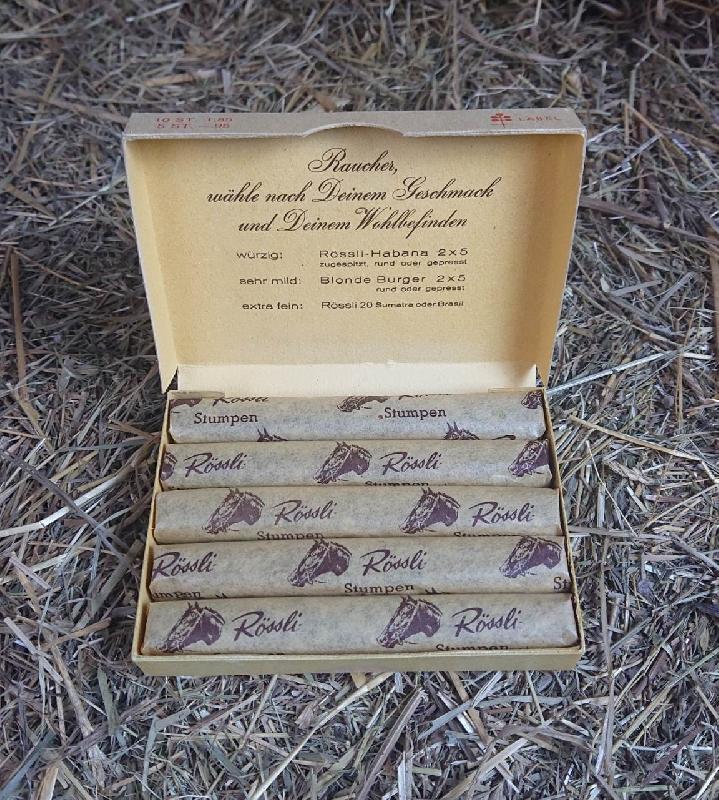 10 ST. 1.85
5 ST. -.95
LABEL
Raucher,
wähle nach Deinem Geschmack
und Deinem Wohlbefinden
würzig: Rössli-Habana 2x5
zugespitzt, rund oder gepresst
sehr mild: Blonde Burger 2x5
rund oder gepresst
extra fein: Rössli 20 Sumatra oder Brasil
Stumpen Stumpen
Rössli Rössli
Stumpen
Rössli Rössli
Stumpen
Rössli Rössli
Stumpen
Rössli Rössli
Stumpen